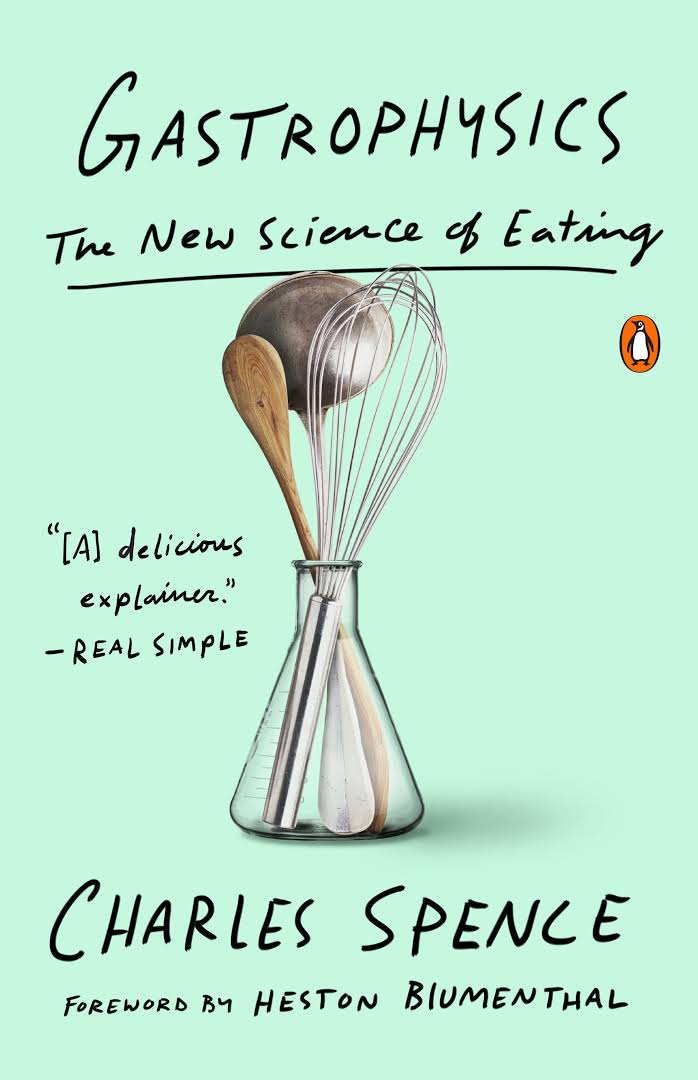 GASTROPHYSICS
The New Science of Eating
"[A] delicious
explainer."
—REAL SIMPLE
CHARLES SPENCE
FOREWORD BY HESTON BLUMENTHAL